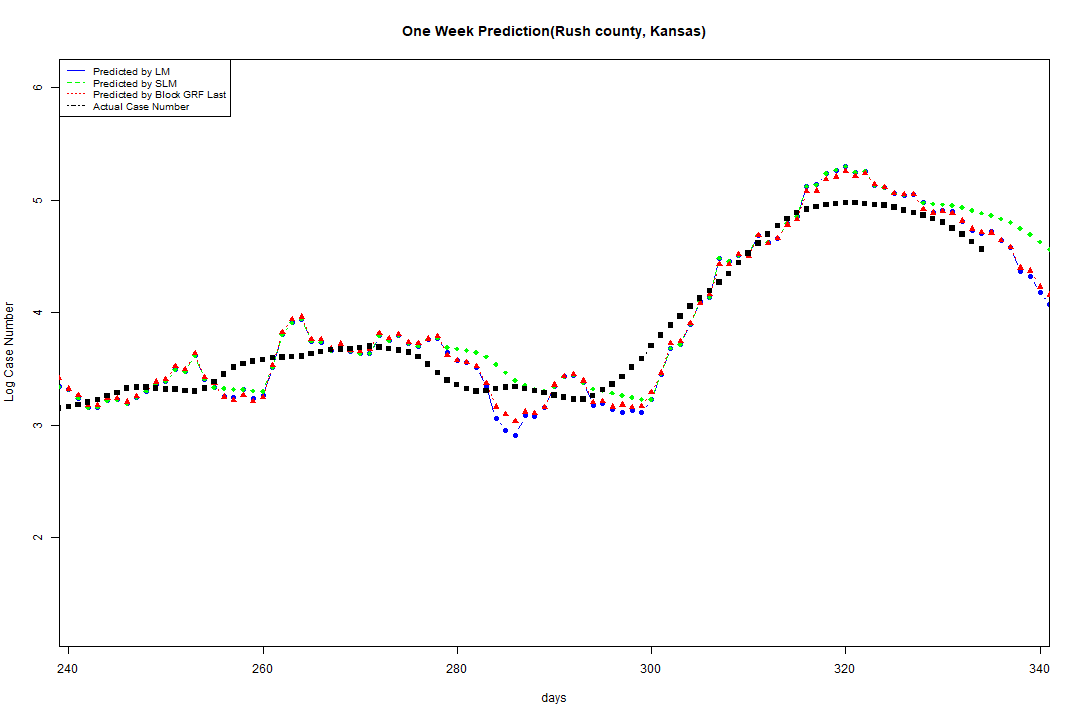 One Week Prediction(Rush county, Kansas)
Predicted by LM
Predicted by SLM
Predicted by Block GRF Last
Actual Case Number
6
5
4
3
2
Log Case Number
240 260 280 300 320 340
days